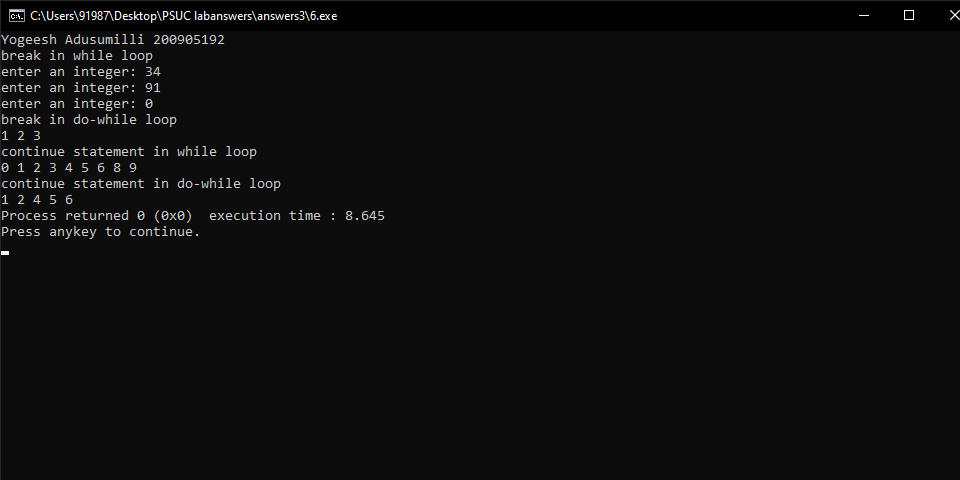 C:\Users\91987\Desktop\PSUC labanswers\answers3\6.exe
Yogeesh Adusumilli 200905192
break in while loop
enter an integer: 34
enter an integer: 91
enter an integer: 0
break in do-while loop
1 2 3
continue statement in while loop
0 1 2 3 4 5 6 8 9
continue statement in do-while loop
1 2 4 5 6
Process returned 0 (0x0)  execution time : 8.645
Press anykey to continue.